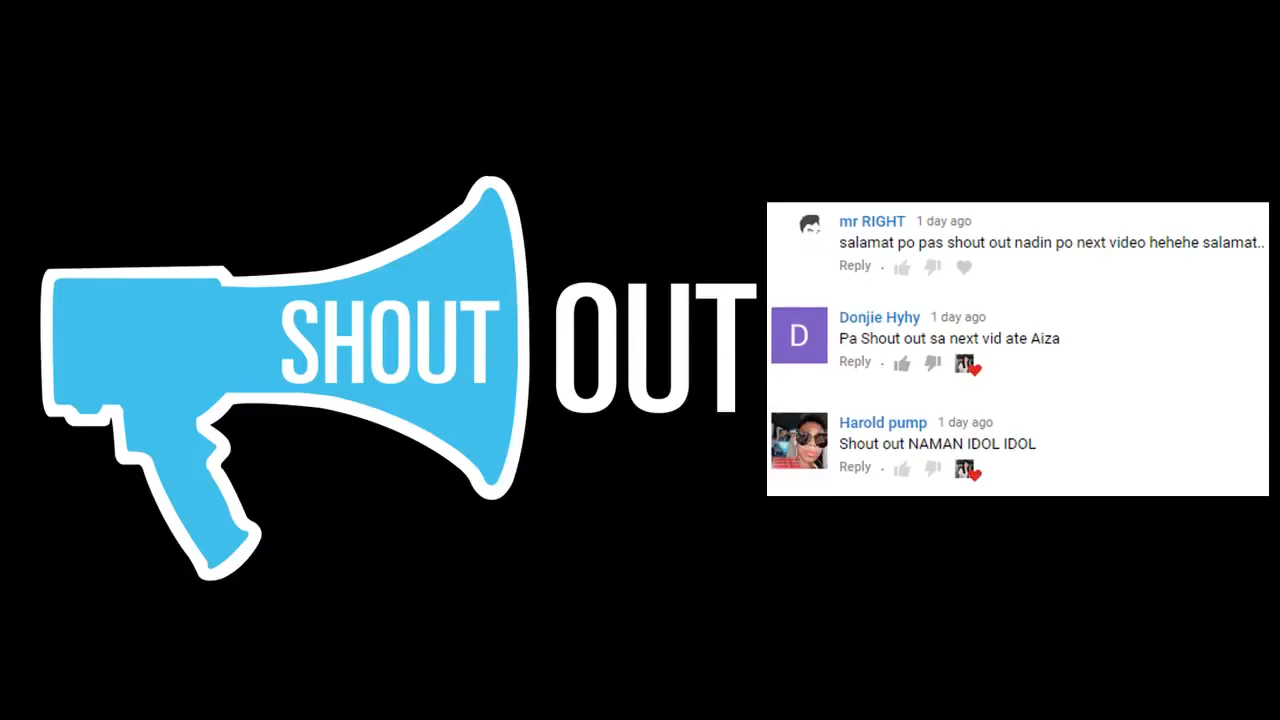 SHOUT OUT
mr RIGHT 1 day ago
salamat po pas shout out nadin po next video hehehe salamat..
Reply
D
Donjie Hyhy 1 day ago
Pa Shout out sa next vid ate Aiza
Reply
Harold pump 1 day ago
Shout out NAMAN IDOL IDOL
Reply